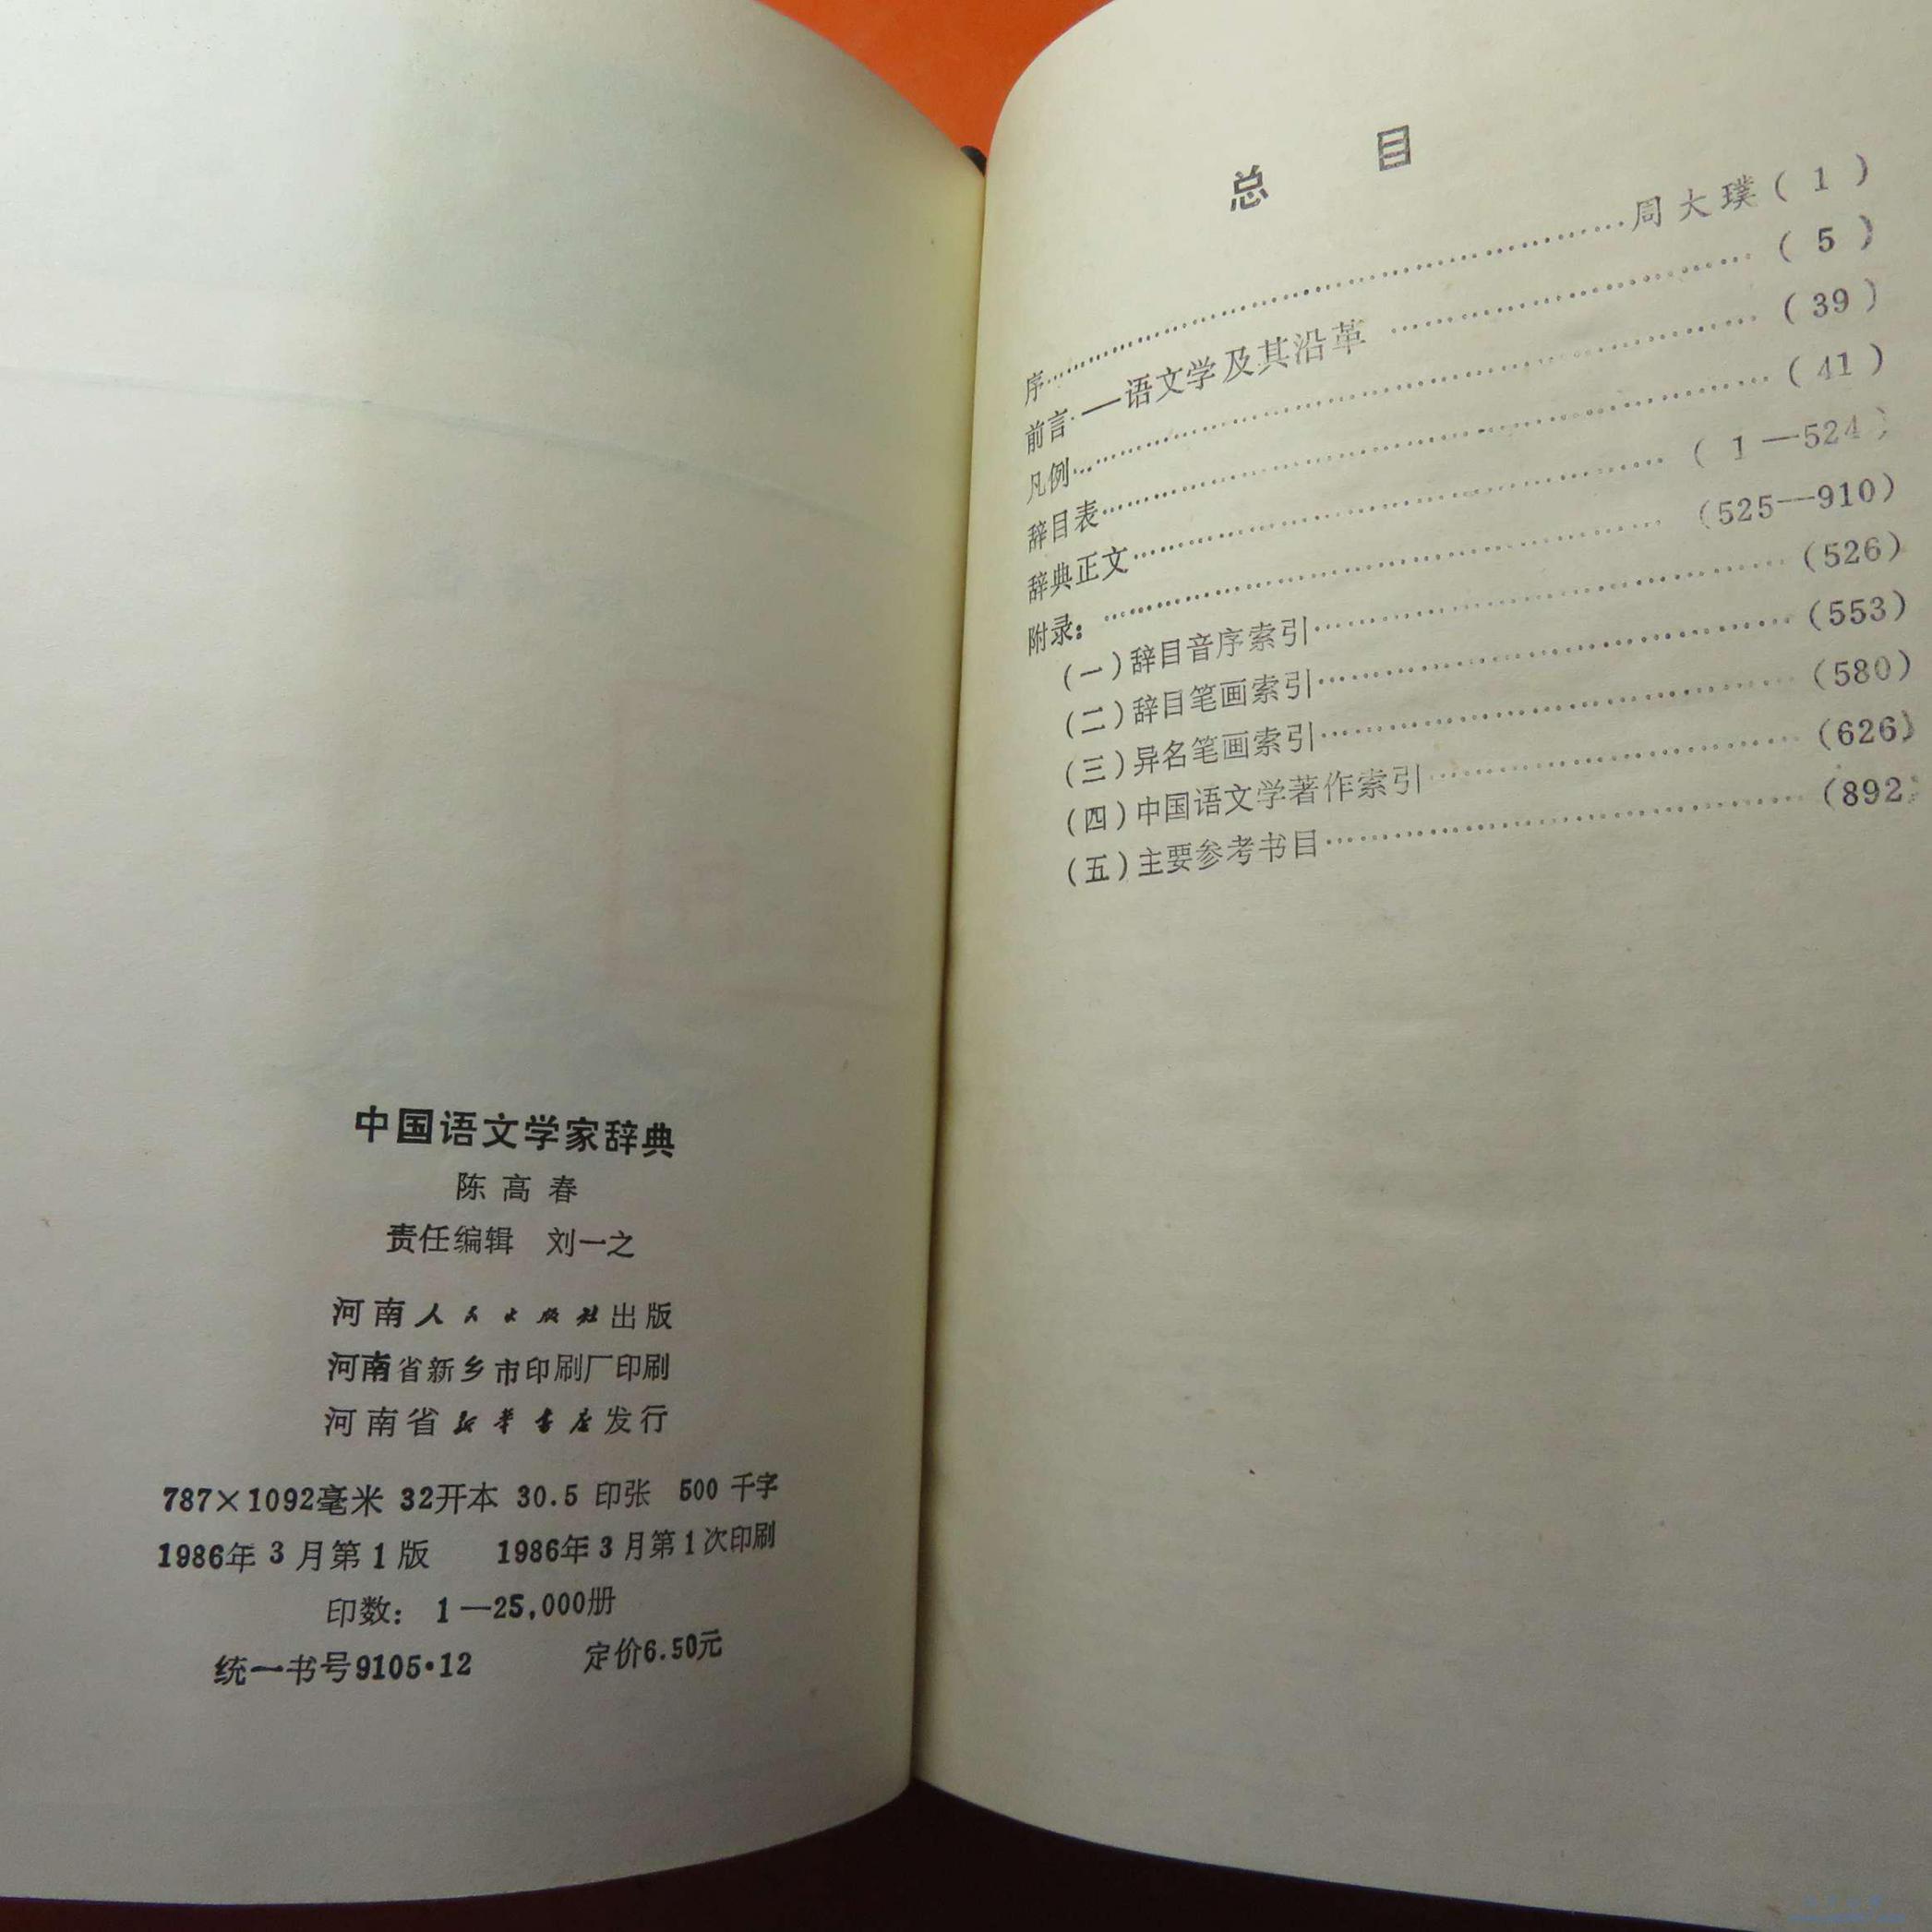 中国语文学家辞典
陈高春
责任编辑 刘一之
河南人民出版社出版
河南省新乡市印刷厂印刷
河南省新华书店发行
787×1092毫米 32开本 30.5 印张 500 千字
1986年 3 月第 1 版 1986年 3 月第 1 次印刷
印数： 1 —25,000册
统一书号9105·12 定价6.50元
总 目
序……………………周大璞( 1 )
前言——语文学及其沿革……………………( 5 )
凡例……………………( 39 )
辞目表……………………( 41 )
辞典正文……………………( 1 —524 )
附录：……………………(525—910)
(一)辞目音序索引……………………(526)
(二)辞目笔画索引……………………(553)
(三)异名笔画索引……………………(580)
(四)中国语文学著作索引……………………(626)
(五)主要参考书目……………………(892)